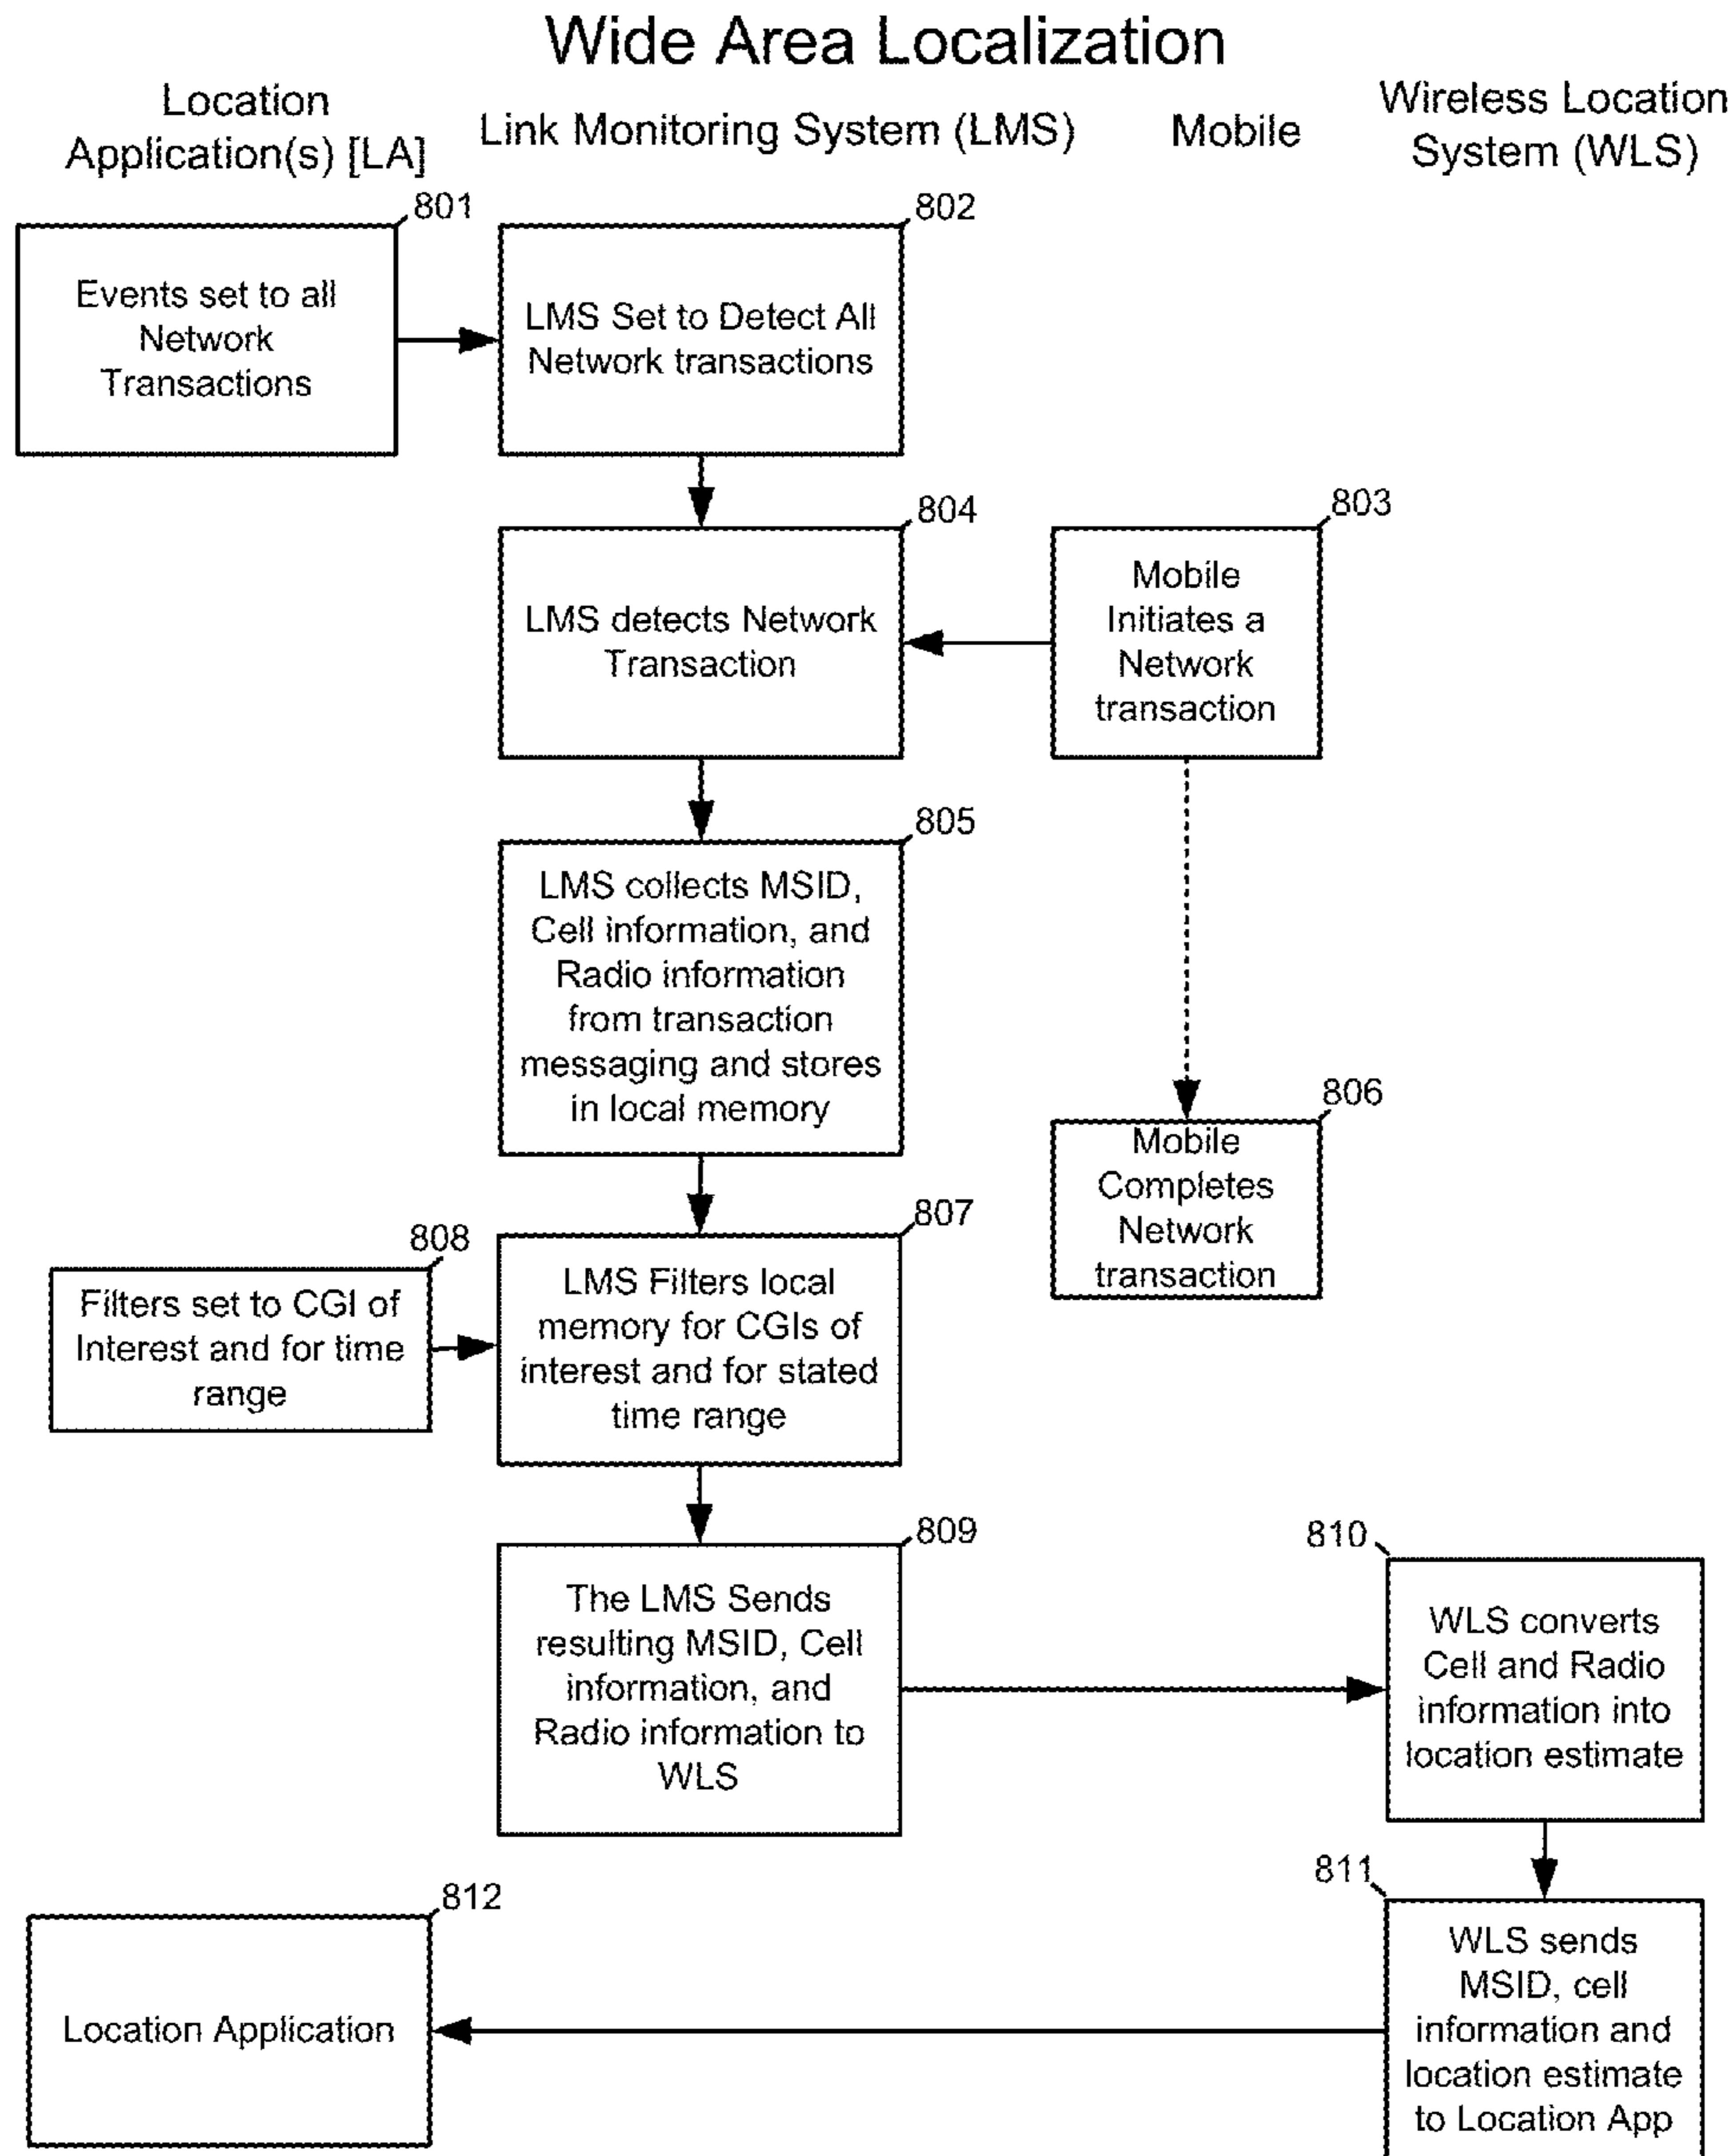 Wide Area Localization
Location
Application(s) [LA]
Link Monitoring System (LMS)
Mobile
Wireless Location
System (WLS)
801
Events set to all
Network
Transactions
802
LMS Set to Detect All
Network transactions
803
Mobile
Initiates a
Network
transaction
804
LMS detects Network
Transaction
805
LMS collects MSID,
Cell information, and
Radio information
from transaction
messaging and stores
in local memory
806
Mobile
Completes
Network
transaction
807
LMS Filters local
memory for CGIs of
interest and for stated
time range
808
Filters set to CGI of
Interest and for time
range
809
The LMS Sends
resulting MSID, Cell
information, and
Radio information to
WLS
810
WLS converts
Cell and Radio
information into
location estimate
811
WLS sends
MSID, cell
information and
location estimate
to Location App
812
Location Application